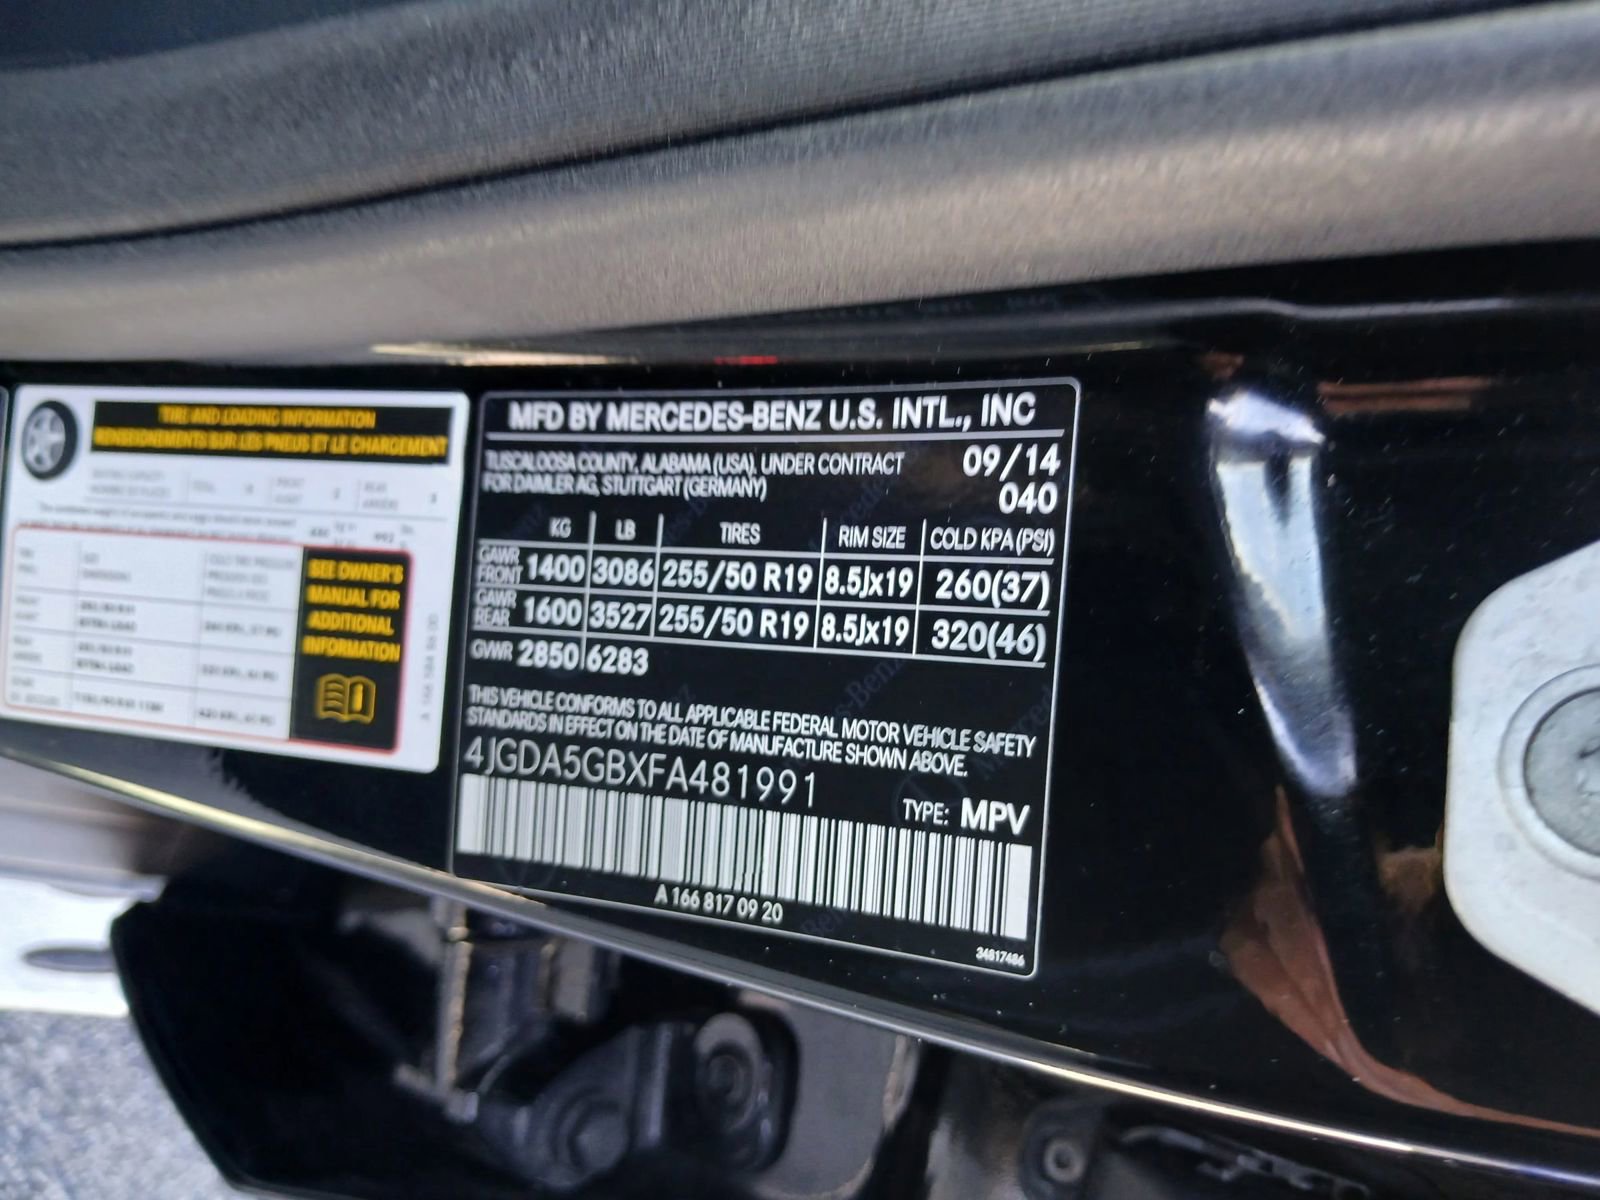 TIRE AND LOADING INFORMATION
RENSEIGNEMENTS SUR LES PNEUS ET LE CHARGEMENT
SEE OWNER'S
MANUAL FOR
ADDITIONAL
INFORMATION
MFD BY MERCEDES-BENZ U.S. INTL., INC
TUSCALOOSA COUNTY, ALABAMA (USA), UNDER CONTRACT 09/14
FOR DAIMLER AG, STUTTGART (GERMANY) 040
KG LB TIRES RIM SIZE COLD KPA (PSI)
GAWR FRONT 1400 3086 255/50 R19 8.5Jx19 260(37)
GAWR REAR 1600 3527 255/50 R19 8.5Jx19 320(46)
GVWR 2850 6283
THIS VEHICLE CONFORMS TO ALL APPLICABLE FEDERAL MOTOR VEHICLE SAFETY
STANDARDS IN EFFECT ON THE DATE OF MANUFACTURE SHOWN ABOVE.
4JGDA5GBXFA481991
TYPE: MPV
A 166 817 09 20
34817486